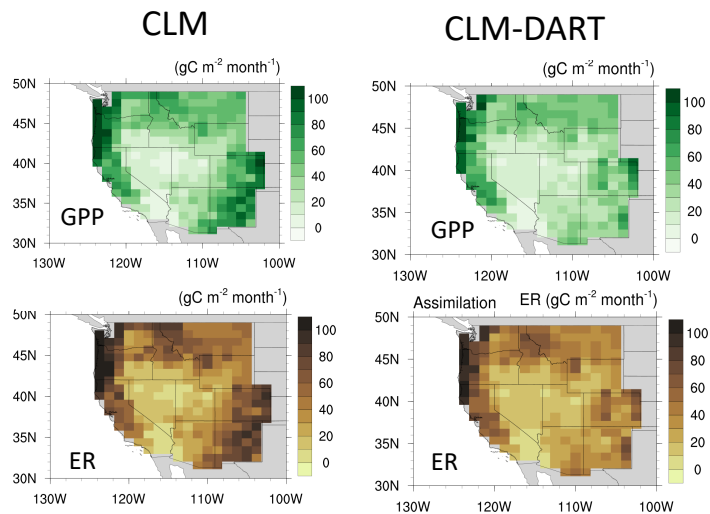 CLM
CLM-DART
(gC m⁻² month⁻¹)
(gC m⁻² month⁻¹)
50N
45N
40N
35N
30N
130W
120W
110W
100W
GPP
100
80
60
40
20
0
50N
45N
40N
35N
30N
130W
120W
110W
100W
GPP
100
80
60
40
20
0
(gC m⁻² month⁻¹)
Assimilation ER (gC m⁻² month⁻¹)
50N
45N
40N
35N
30N
130W
120W
110W
100W
ER
100
80
60
40
20
0
50N
45N
40N
35N
30N
130W
120W
110W
100W
ER
100
80
60
40
20
0